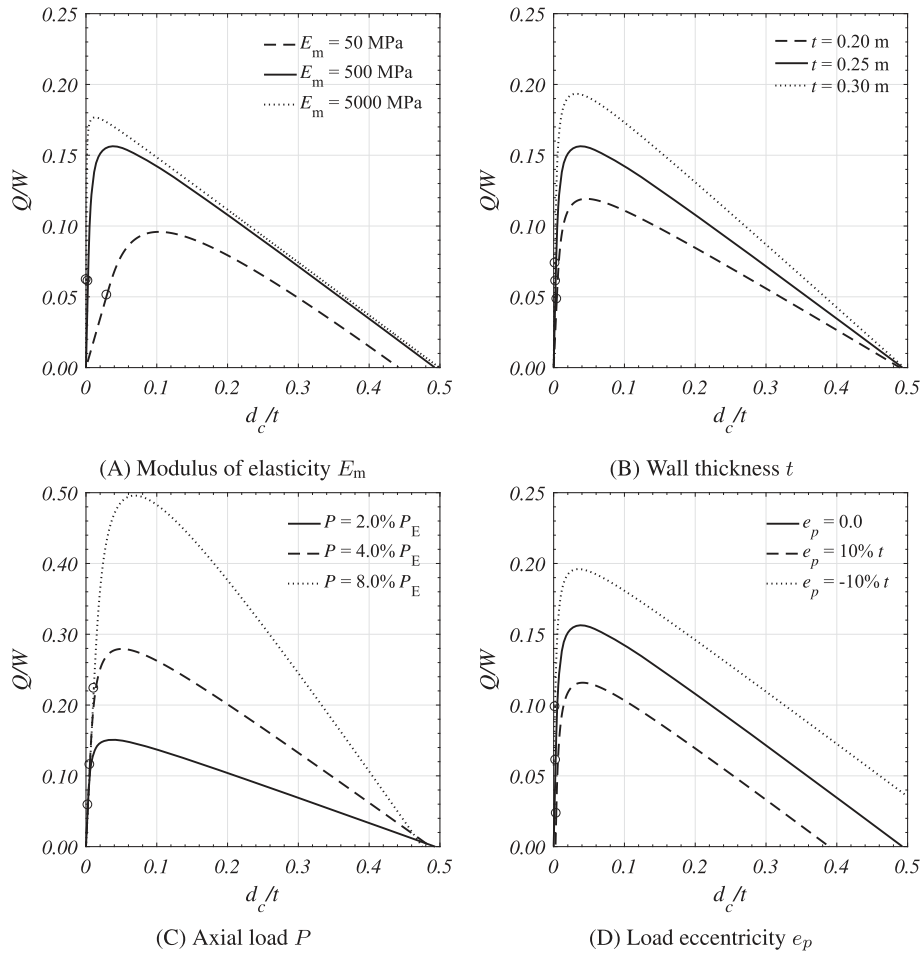 0.25
0.20
0.15
0.10
0.05
0.00
Q/W
E_m = 50 MPa
E_m = 500 MPa
E_m = 5000 MPa
0 0.1 0.2 0.3 0.4 0.5
d_c/t
(A) Modulus of elasticity E_m
0.25
0.20
0.15
0.10
0.05
0.00
Q/W
t = 0.20 m
t = 0.25 m
t = 0.30 m
0 0.1 0.2 0.3 0.4 0.5
d_c/t
(B) Wall thickness t
0.50
0.40
0.30
0.20
0.10
0.00
Q/W
P = 2.0% P_E
P = 4.0% P_E
P = 8.0% P_E
0 0.1 0.2 0.3 0.4 0.5
d_c/t
(C) Axial load P
0.25
0.20
0.15
0.10
0.05
0.00
Q/W
e_p = 0.0
e_p = 10% t
e_p = -10% t
0 0.1 0.2 0.3 0.4 0.5
d_c/t
(D) Load eccentricity e_p